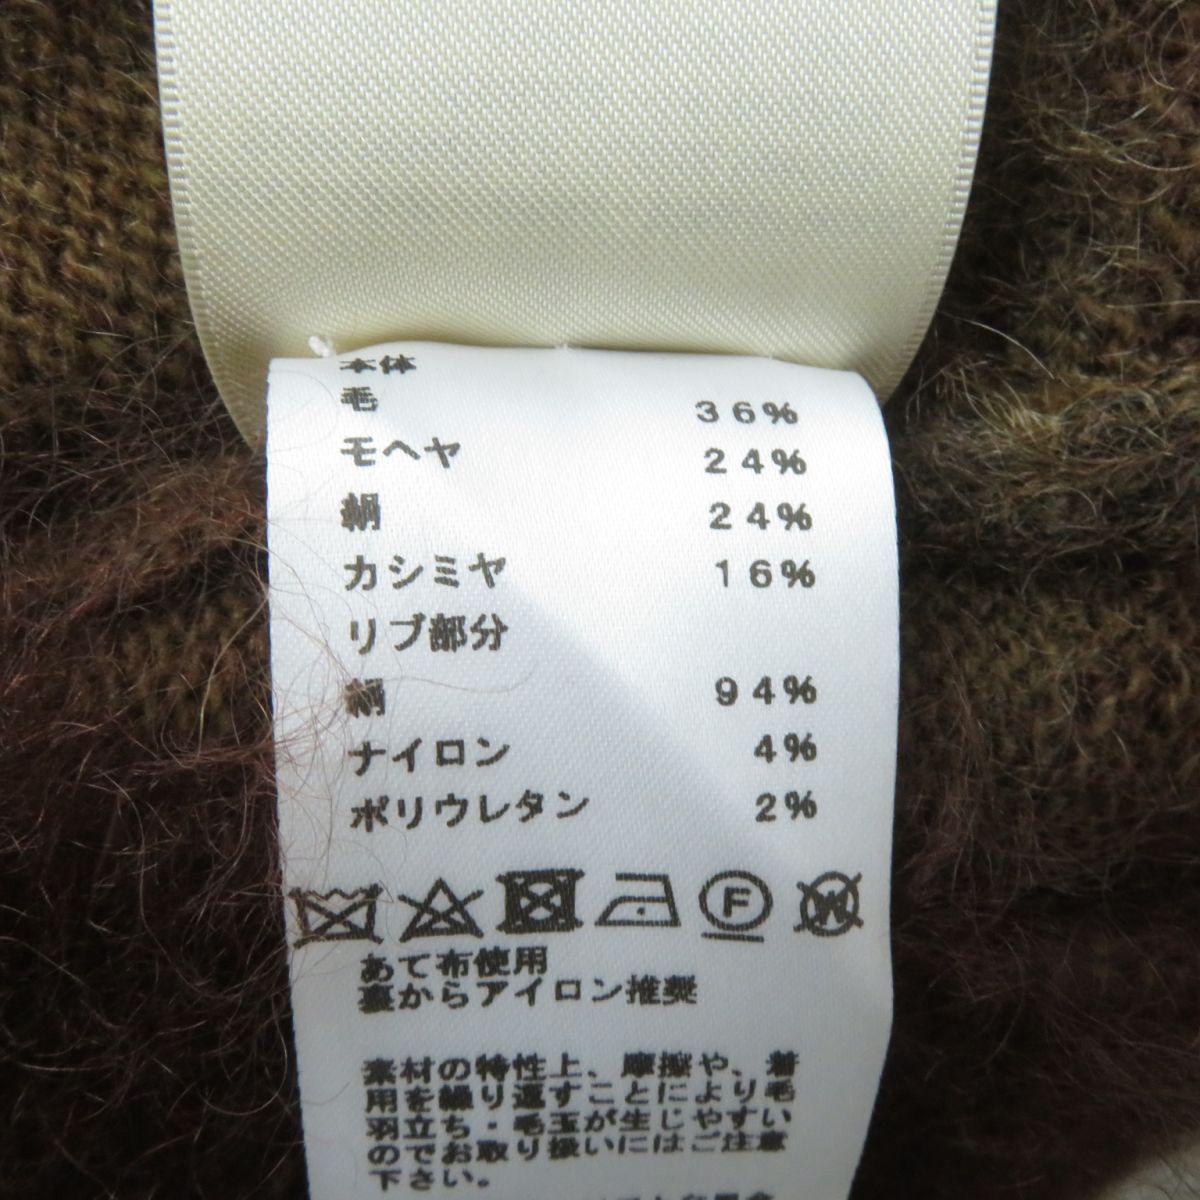 本体
毛 36%
モヘヤ 24%
絹 24%
カシミヤ 16%
リブ部分
絹 94%
ナイロン 4%
ポリウレタン 2%
F W
あて布使用
裏からアイロン推奨
素材の特性上、摩擦や、着
用を繰り返すことにより毛
羽立ち・毛玉が生じやすい
のでお取り扱いにはご注意
下さい。